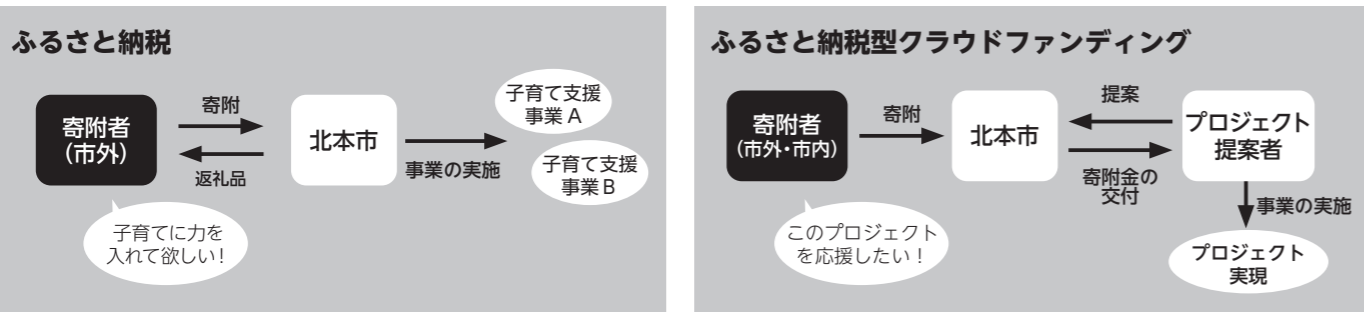 ふるさと納税
寄附者
(市外)
寄附
返礼品
北本市
事業の実施
子育て支援
事業A
子育て支援
事業B
子育てに力を
入れて欲しい!
ふるさと納税型クラウドファンディング
寄附者
(市外・市内)
寄附
北本市
提案
寄附金の
交付
プロジェクト
提案者
事業の実施
プロジェクト
実現
このプロジェクト
を応援したい!